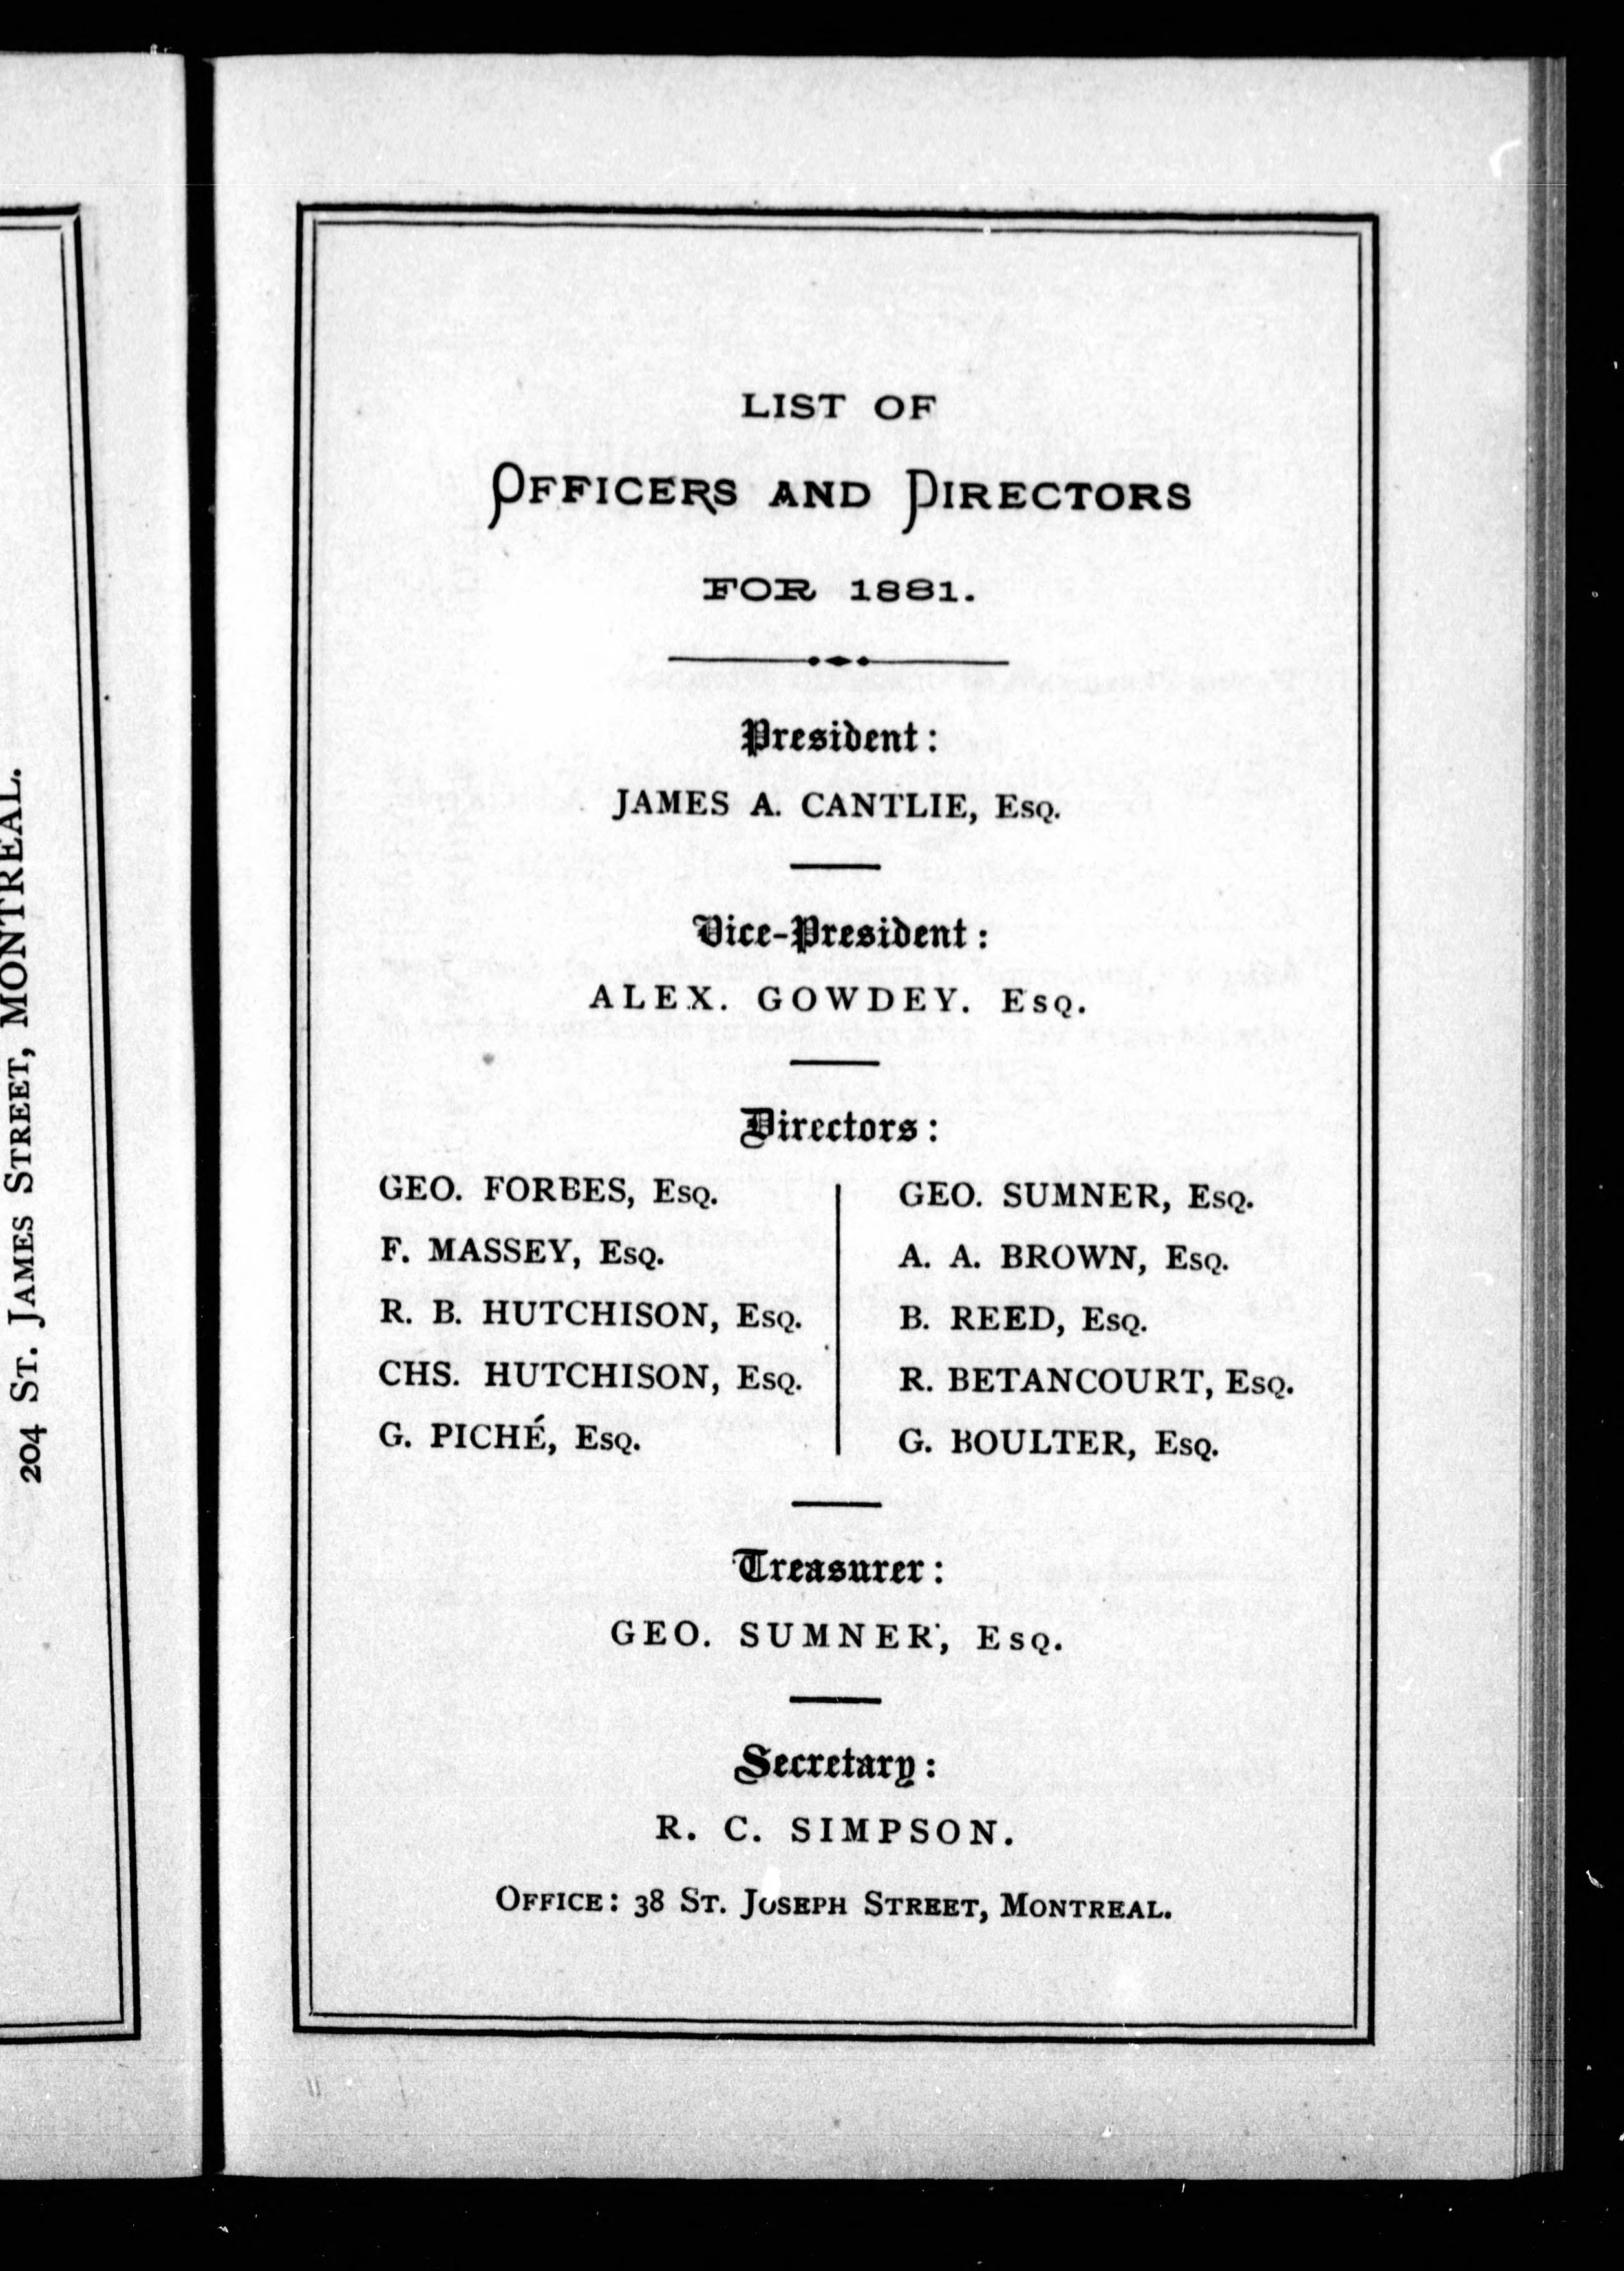 204 St. James Street, MONTREAL.
LIST OF
OFFICERS AND DIRECTORS
FOR 1881.
President:
JAMES A. CANTLIE, Esq.
Vice-President:
ALEX. GOWDEY. Esq.
Directors:
GEO. FORBES, Esq.
F. MASSEY, Esq.
R. B. HUTCHISON, Esq.
CHS. HUTCHISON, Esq.
G. PICHÉ, Esq.
GEO. SUMNER, Esq.
A. A. BROWN, Esq.
B. REED, Esq.
R. BETANCOURT, Esq.
G. BOULTER, Esq.
Treasurer:
GEO. SUMNER, Esq.
Secretary:
R. C. SIMPSON.
Office: 38 St. Joseph Street, Montreal.